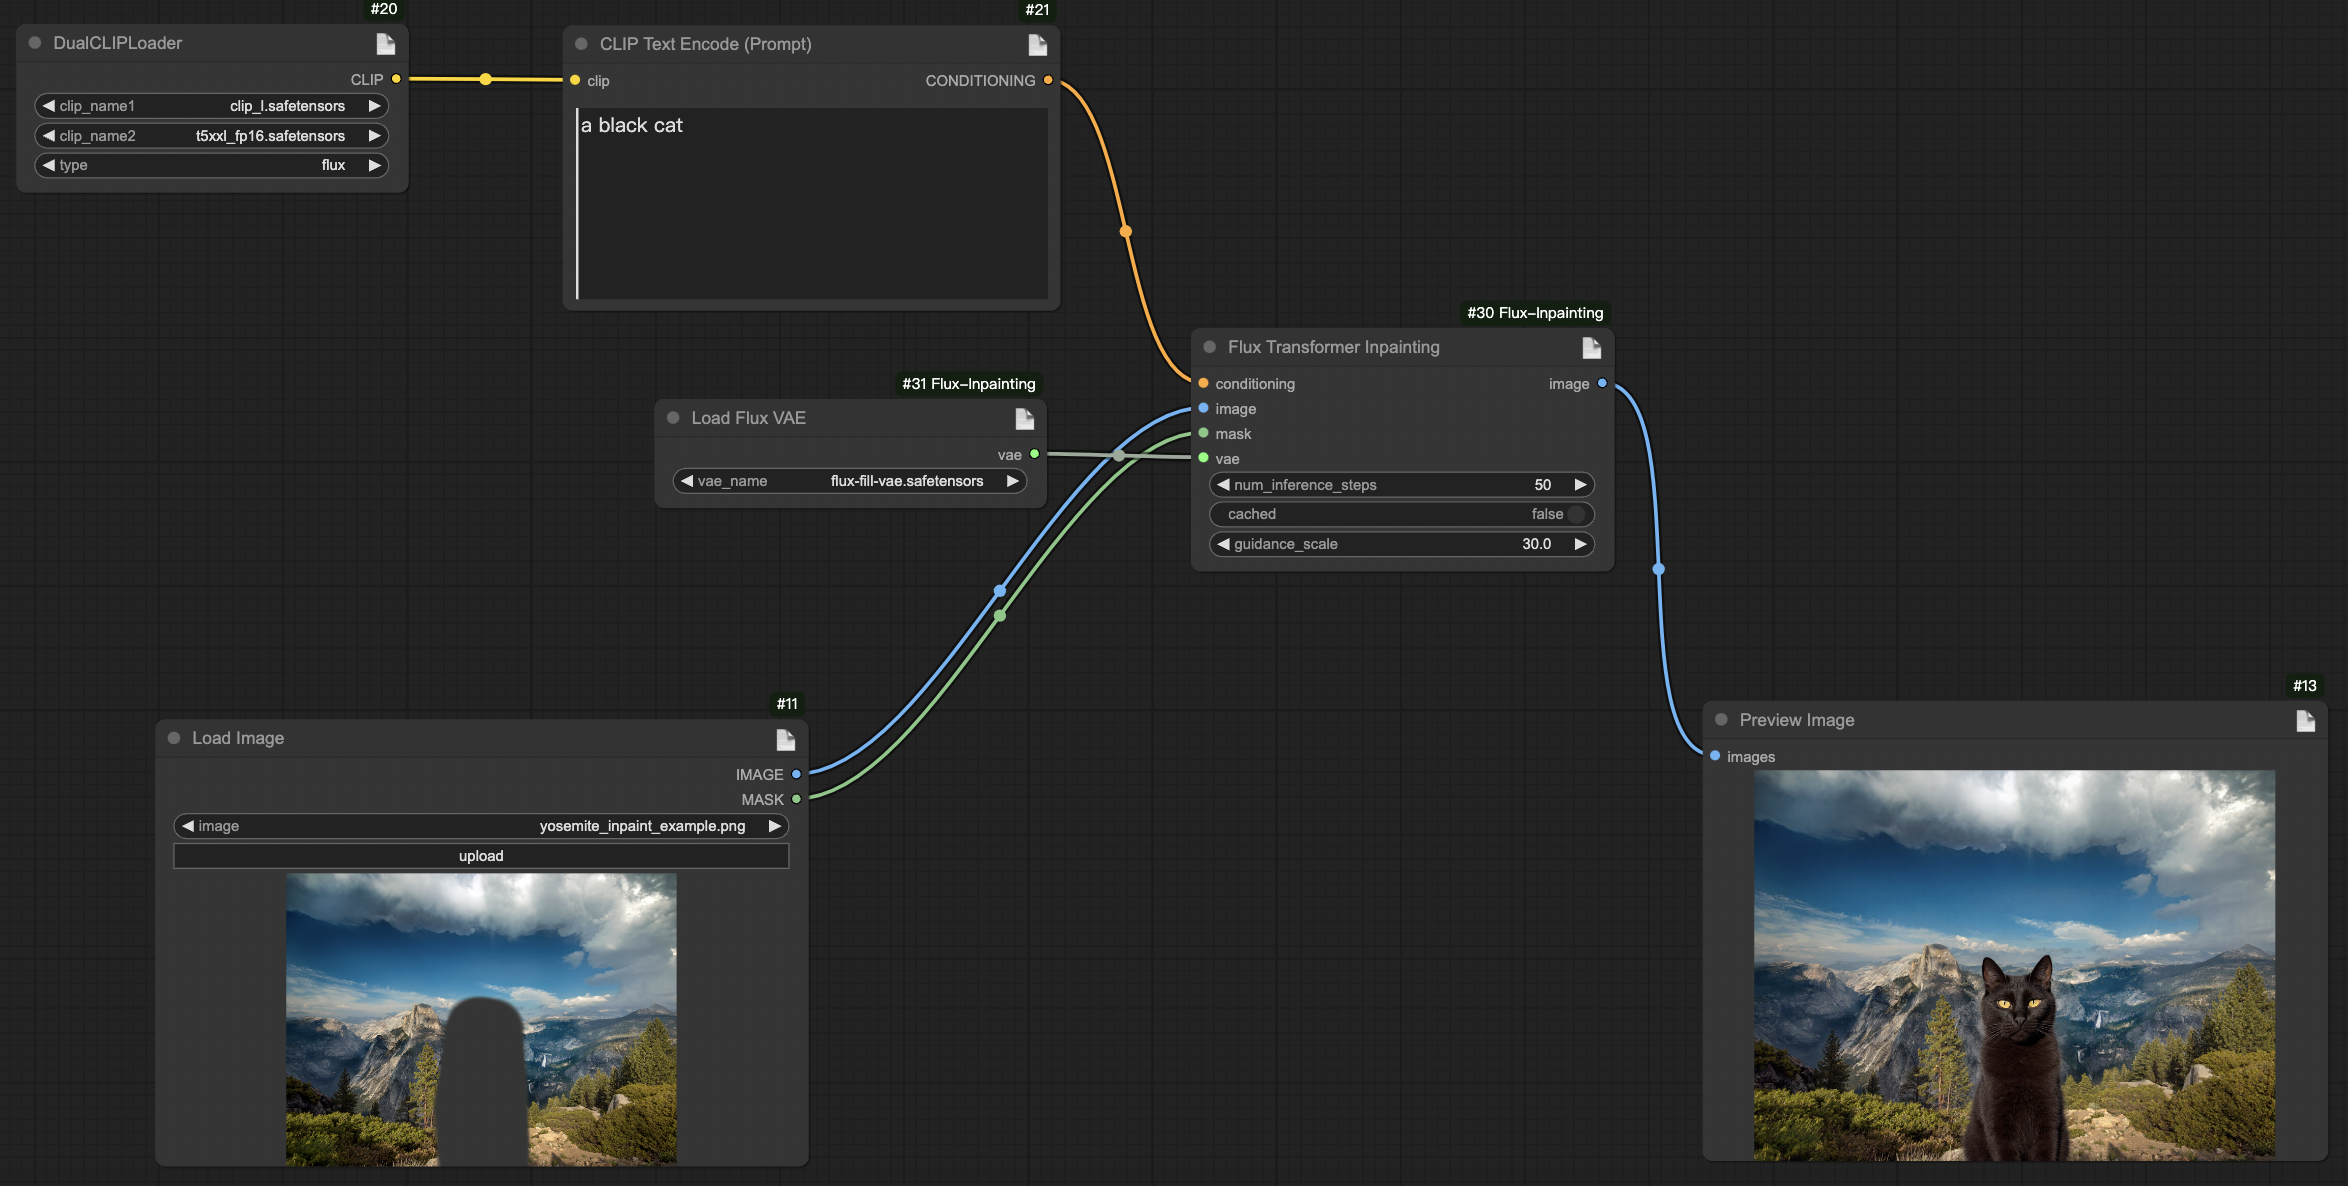 #20
DualCLIPLoader
CLIP
clip_name1 clip_l.safetensors
clip_name2 t5xxl_fp16.safetensors
type flux
#21
CLIP Text Encode (Prompt)
clip CONDITIONING
a black cat
#31 Flux-Inpainting
Load Flux VAE
vae
vae_name flux-fill-vae.safetensors
#30 Flux-Inpainting
Flux Transformer Inpainting
conditioning image
image
mask
vae
num_inference_steps 50
cached false
guidance_scale 30.0
#11
Load Image
IMAGE
MASK
image yosemite_inpaint_example.png
upload
#13
Preview Image
images